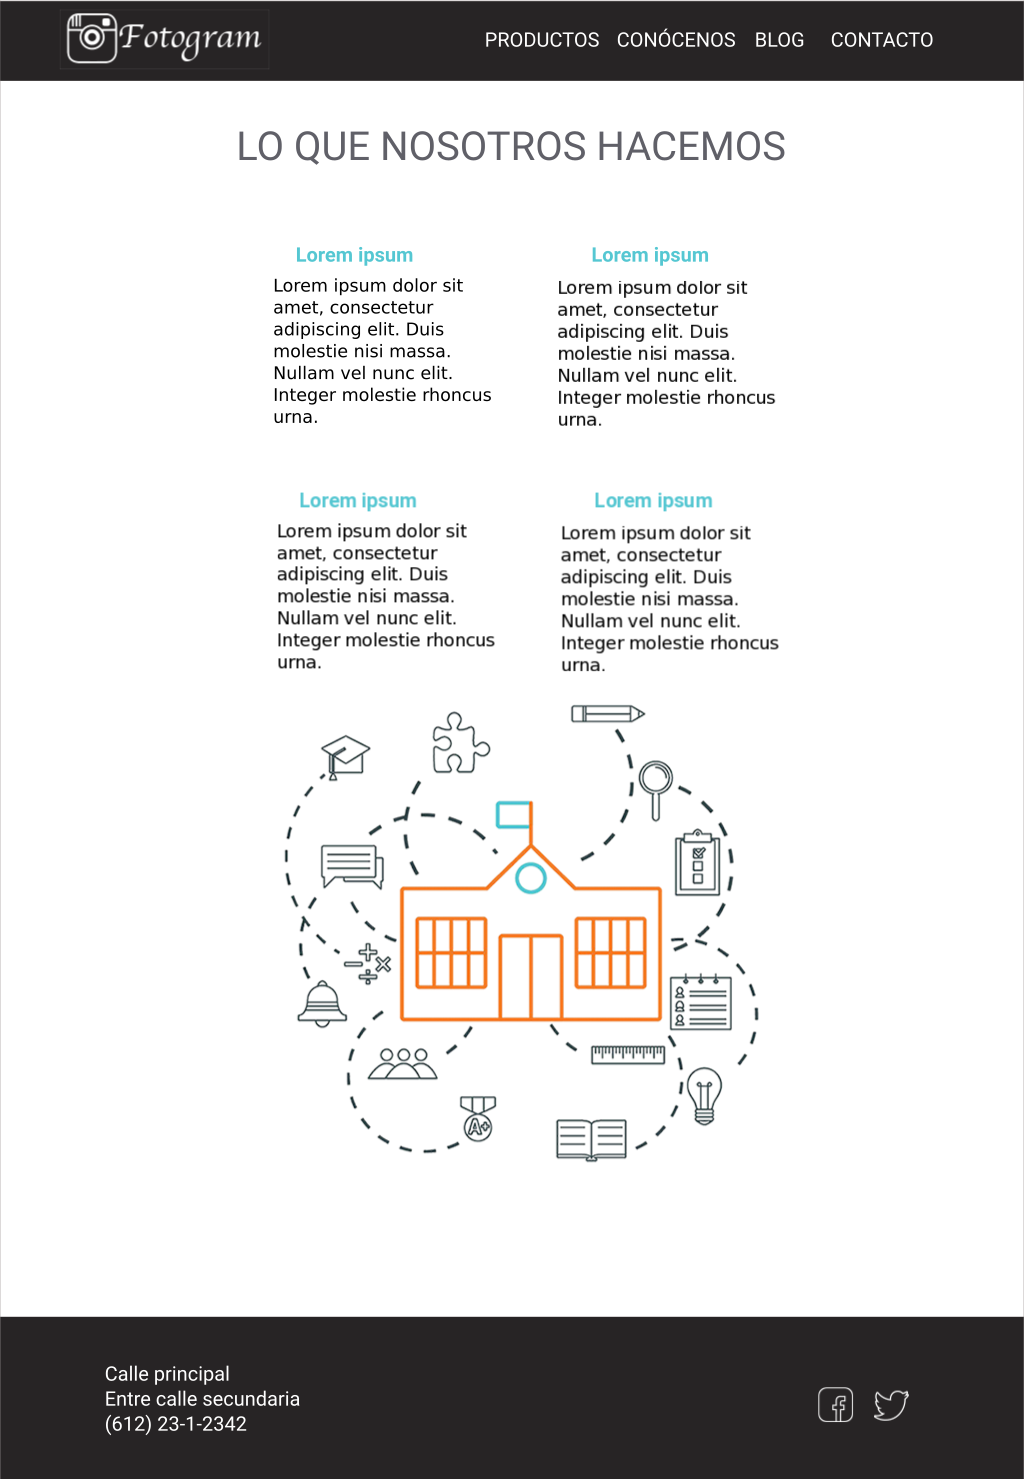 Fotogram
PRODUCTOS CONÓCENOS BLOG CONTACTO
LO QUE NOSOTROS HACEMOS
Lorem ipsum
Lorem ipsum dolor sit
amet, consectetur
adipiscing elit. Duis
molestie nisi massa.
Nullam vel nunc elit.
Integer molestie rhoncus
urna.
Lorem ipsum
Lorem ipsum dolor sit
amet, consectetur
adipiscing elit. Duis
molestie nisi massa.
Nullam vel nunc elit.
Integer molestie rhoncus
urna.
Lorem ipsum
Lorem ipsum dolor sit
amet, consectetur
adipiscing elit. Duis
molestie nisi massa.
Nullam vel nunc elit.
Integer molestie rhoncus
urna.
Lorem ipsum
Lorem ipsum dolor sit
amet, consectetur
adipiscing elit. Duis
molestie nisi massa.
Nullam vel nunc elit.
Integer molestie rhoncus
urna.
A+
Calle principal
Entre calle secundaria
(612) 23-1-2342